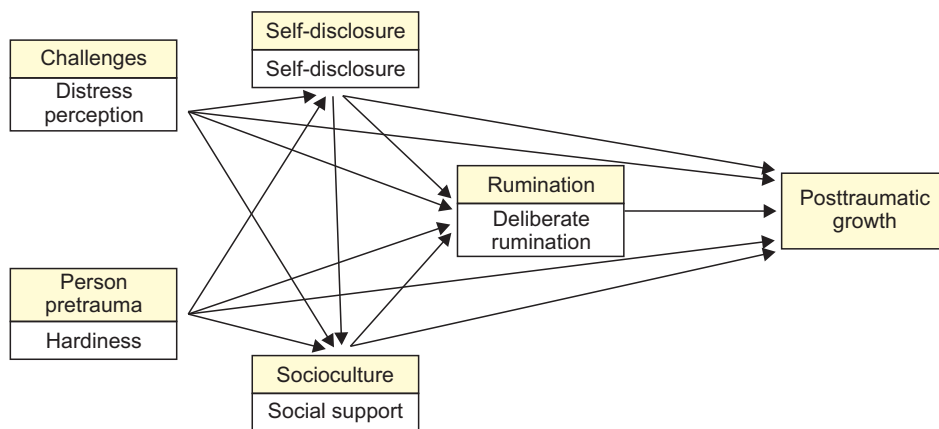 Self-disclosure
Self-disclosure
Challenges
Distress
perception
Rumination
Deliberate
rumination
Posttraumatic
growth
Person
pretrauma
Hardiness
Socioculture
Social support